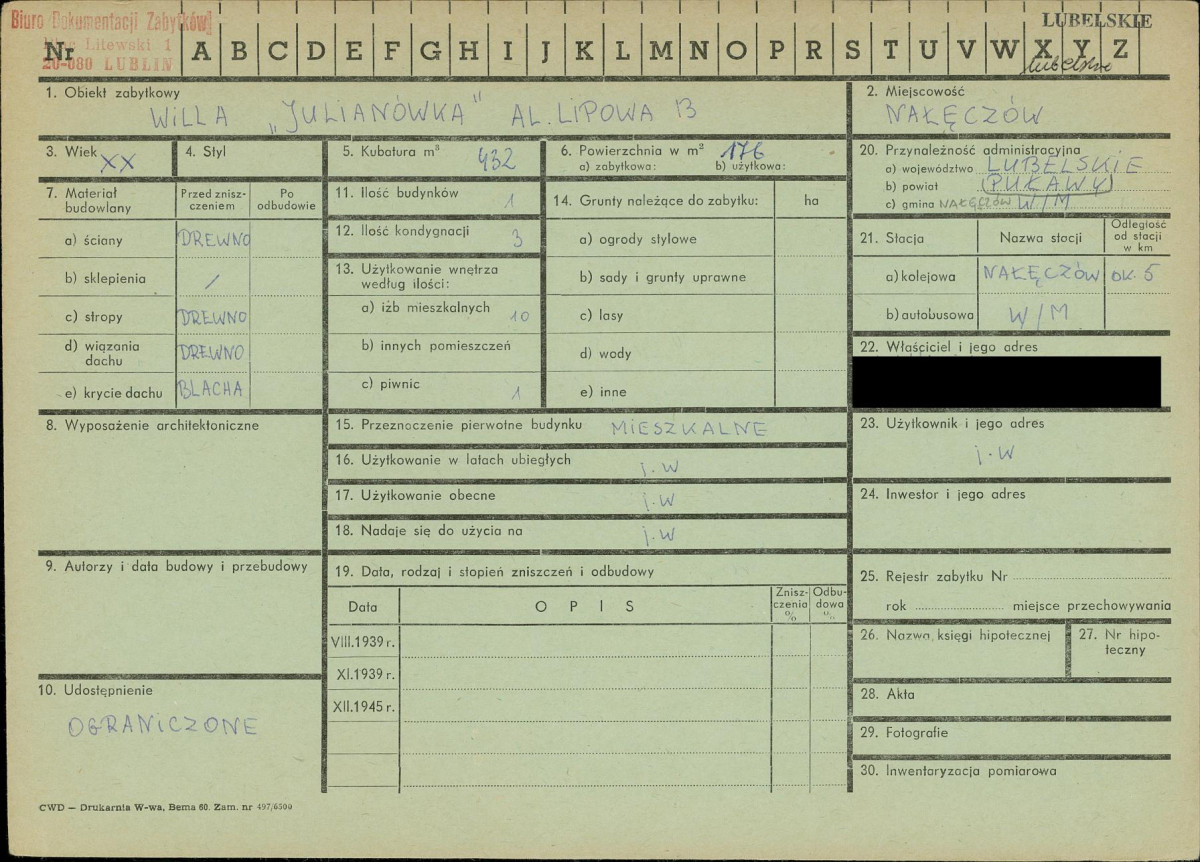 Biuro Dokumentacji Zabytków
Plac Litewski 1
20-080 LUBLIN
LUBELSKIE
Nr A B C D E F G H I J K L M N O P R S T U V W X Y Z
lubelskie
1. Obiekt zabytkowy
WILLA „JULIANÓWKA" AL. LIPOWA 13
2. Miejscowość
NAŁĘCZÓW
3. Wiek XX
4. Styl
5. Kubatura m³ 432
6. Powierzchnia w m² 176
a) zabytkowa: b) użytkowa:
20. Przynależność administracyjna
a) województwo LUBELSKIE
b) powiat (PUŁAWY)
c) gmina NAŁĘCZÓW W/M
7. Materiał budowlany
Przed zniszczeniem
Po odbudowie
a) ściany DREWNO
b) sklepienia /
c) stropy DREWNO
d) wiązania dachu DREWNO
e) krycie dachu BLACHA
11. Ilość budynków 1
12. Ilość kondygnacji 3
13. Użytkowanie wnętrza według ilości:
a) izb mieszkalnych 10
b) innych pomieszczeń
c) piwnic 1
14. Grunty należące do zabytku: ha
a) ogrody stylowe
b) sady i grunty uprawne
c) lasy
d) wody
e) inne
21. Stacja
Nazwa stacji
Odległość od stacji w km
a) kolejowa NAŁĘCZÓW OK. 5
b) autobusowa W/M
22. Właściciel i jego adres
8. Wyposażenie architektoniczne
15. Przeznaczenie pierwotne budynku MIESZKALNE
16. Użytkowanie w latach ubiegłych j.w
17. Użytkowanie obecne j.w
18. Nadaje się do użycia na j.w
23. Użytkownik i jego adres
j.w
24. Inwestor i jego adres
9. Autorzy i data budowy i przebudowy
19. Data, rodzaj i stopień zniszczeń i odbudowy
Data
OPIS
Zniszczenia %
Odbudowa %
VIII.1939 r.
XI.1939 r.
XII.1945 r.
25. Rejestr zabytku Nr
rok miejsce przechowywania
26. Nazwa księgi hipotecznej
27. Nr hipoteczny
28. Akta
29. Fotografie
30. Inwentaryzacja pomiarowa
10. Udostępnienie
OGRANICZONE
CWD — Drukarnia W-wa, Bema 60. Zam. nr 497/6500